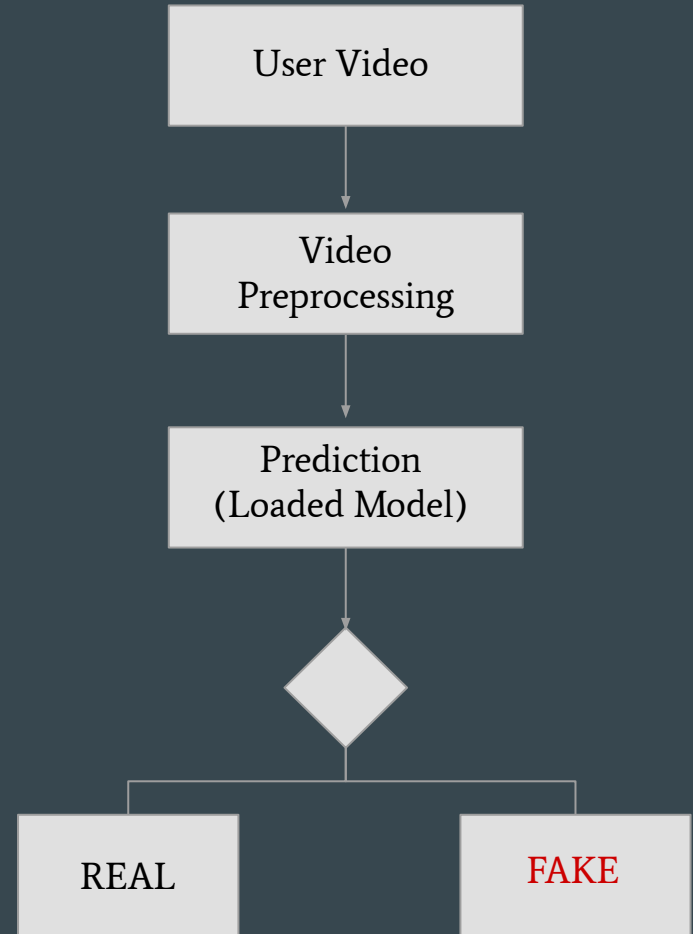 User Video
Video
Preprocessing
Prediction
(Loaded Model)
REAL
FAKE